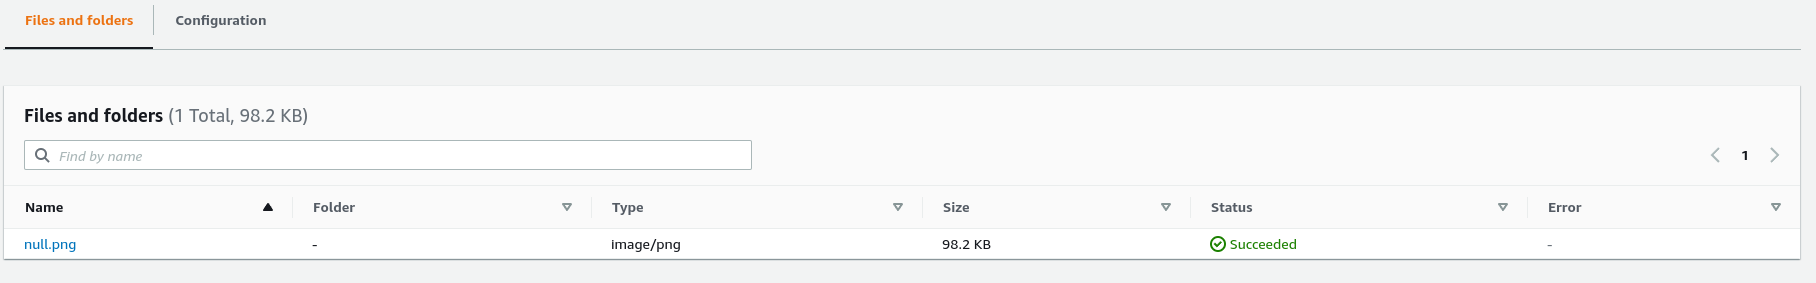 Files and folders Configuration
Files and folders (1 Total, 98.2 KB)
Find by name 1
Name Folder Type Size Status Error
null.png - image/png 98.2 KB Succeeded -